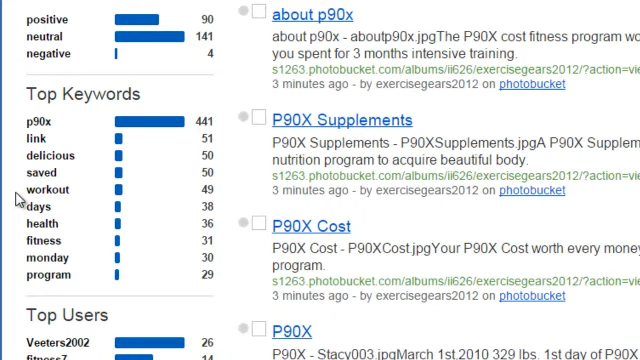 positive 90
neutral 141
negative 4
Top Keywords
p90x 441
link 51
delicious 50
saved 50
workout 49
days 38
health 36
fitness 31
monday 30
program 29
Top Users
Veeters2002 26
fitness7 14
about p90x
about p90x - aboutp90x.jpgThe P90X cost fitness program wo
you spent for 3 months intensive training.
s1263.photobucket.com/albums/ii626/exercisegears2012/?action=vie
3 minutes ago - by exercisegears2012 on photobucket
P90X Supplements
P90X Supplements - P90XSupplements.jpgA P90X Supplem
nutrition program to acquire beautiful body.
s1263.photobucket.com/albums/ii626/exercisegears2012/?action=vie
3 minutes ago - by exercisegears2012 on photobucket
P90X Cost
P90X Cost - P90XCost.jpgYour P90X Cost worth every money
program.
s1263.photobucket.com/albums/ii626/exercisegears2012/?action=vie
3 minutes ago - by exercisegears2012 on photobucket
P90X
P90X - Stacy003.jpgMarch 1st.2010 329 lbs. 1st day of P90X